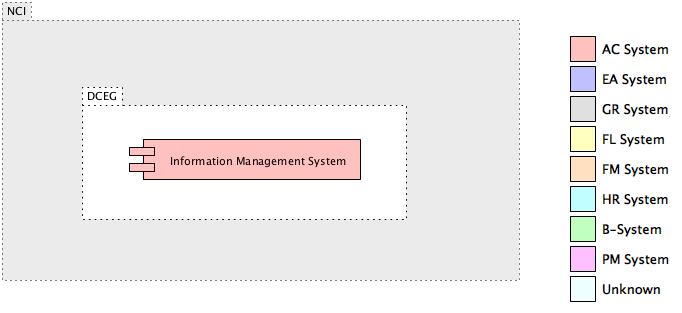 NCI
DCEG
Information Management System
AC System
EA System
GR System
FL System
FM System
HR System
B-System
PM System
Unknown